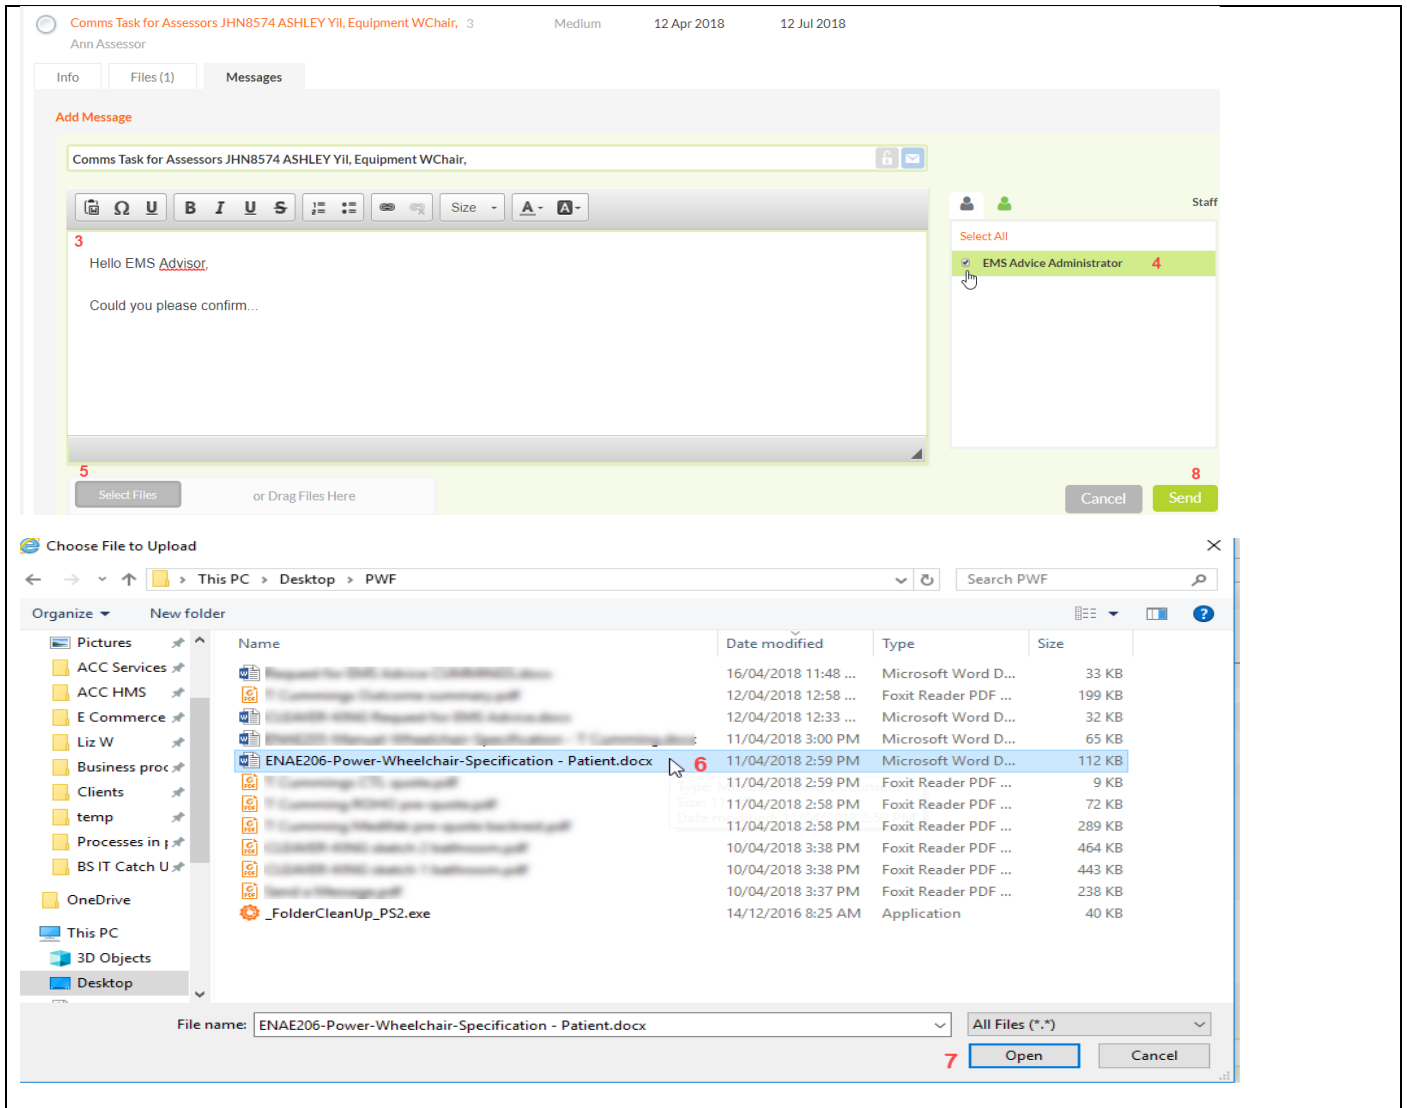 Comms Task for Assessors JHN8574 ASHLEY Yil, Equipment WChair, 3 Medium 12 Apr 2018 12 Jul 2018
Ann Assessor
Info Files (1) Messages
Add Message
Comms Task for Assessors JHN8574 ASHLEY Yil, Equipment WChair,
Ω U B I U S Size A A
Staff
3
Select All
Hello EMS Advisor,
EMS Advice Administrator 4
Could you please confirm...
5
8
Select Files or Drag Files Here Cancel Send
Choose File to Upload
This PC > Desktop > PWF Search PWF
Organize New folder
Pictures
ACC Services
ACC HMS
E Commerce
Liz W
Business proc
Clients
temp
Processes in p
BS IT Catch U
OneDrive
This PC
3D Objects
Desktop
Name Date modified Type Size
16/04/2018 11:48 ... Microsoft Word D... 33 KB
12/04/2018 12:58 ... Foxit Reader PDF ... 199 KB
12/04/2018 12:33 ... Microsoft Word D... 32 KB
11/04/2018 3:00 PM Microsoft Word D... 65 KB
ENAE206-Power-Wheelchair-Specification - Patient.docx 6 11/04/2018 2:59 PM Microsoft Word D... 112 KB
11/04/2018 2:59 PM Foxit Reader PDF ... 9 KB
11/04/2018 2:58 PM Foxit Reader PDF ... 72 KB
11/04/2018 2:58 PM Foxit Reader PDF ... 289 KB
10/04/2018 3:38 PM Foxit Reader PDF ... 464 KB
10/04/2018 3:38 PM Foxit Reader PDF ... 443 KB
10/04/2018 3:37 PM Foxit Reader PDF ... 238 KB
_FolderCleanUp_PS2.exe 14/12/2016 8:25 AM Application 40 KB
File name: ENAE206-Power-Wheelchair-Specification - Patient.docx All Files (*.*)
7 Open Cancel